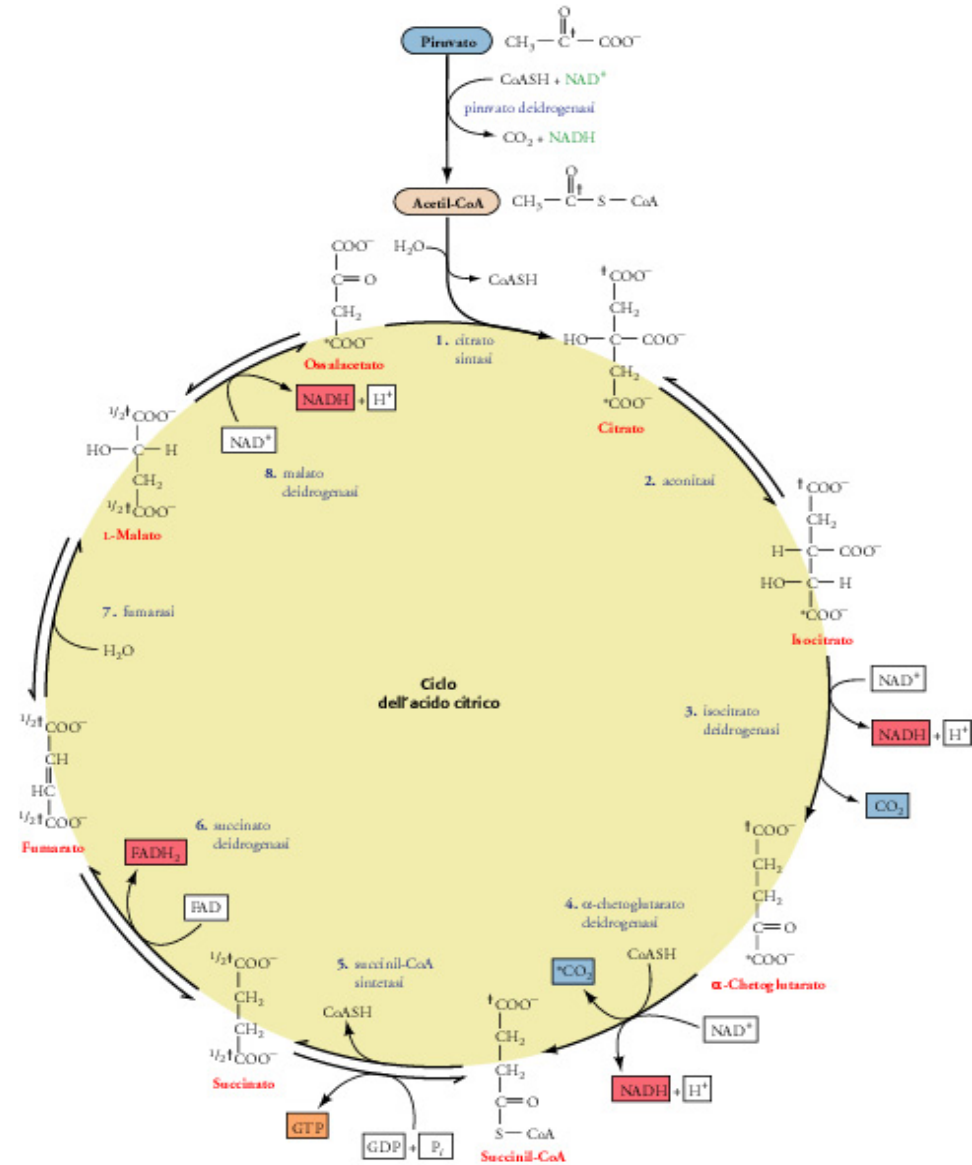 Piruvato
O
CH3 — C† — COO⁻
CoASH + NAD⁺
piruvato deidrogenasi
CO2 + NADH
Acetil-CoA
O
CH3 — C† — S — CoA
H2O
CoASH
COO⁻
C = O
CH2
*COO⁻
Ossalacetato
1. citrato
sintasi
†COO⁻
CH2
HO — C — COO⁻
CH2
*COO⁻
Citrato
NADH + H⁺
NAD⁺
8. malato
deidrogenasi
2. aconitasi
1/2†COO⁻
HO — C — H
CH2
1/2†COO⁻
L-Malato
†COO⁻
CH2
H — C — COO⁻
HO — C — H
*COO⁻
Isocitrato
7. fumarasi
H2O
Ciclo
dell'acido citrico
3. isocitrato
deidrogenasi
NAD⁺
NADH + H⁺
CO2
1/2†COO⁻
CH
HC
1/2†COO⁻
Fumarato
6. succinato
deidrogenasi
FADH2
FAD
†COO⁻
CH2
CH2
C = O
*COO⁻
α-Chetoglutarato
4. α-chetoglutarato
deidrogenasi
CoASH
*CO2
NAD⁺
NADH + H⁺
1/2†COO⁻
CH2
CH2
1/2†COO⁻
Succinato
5. succinil-CoA
sintetasi
CoASH
GTP
GDP + Pi
†COO⁻
CH2
CH2
C = O
S — CoA
Succinil-CoA